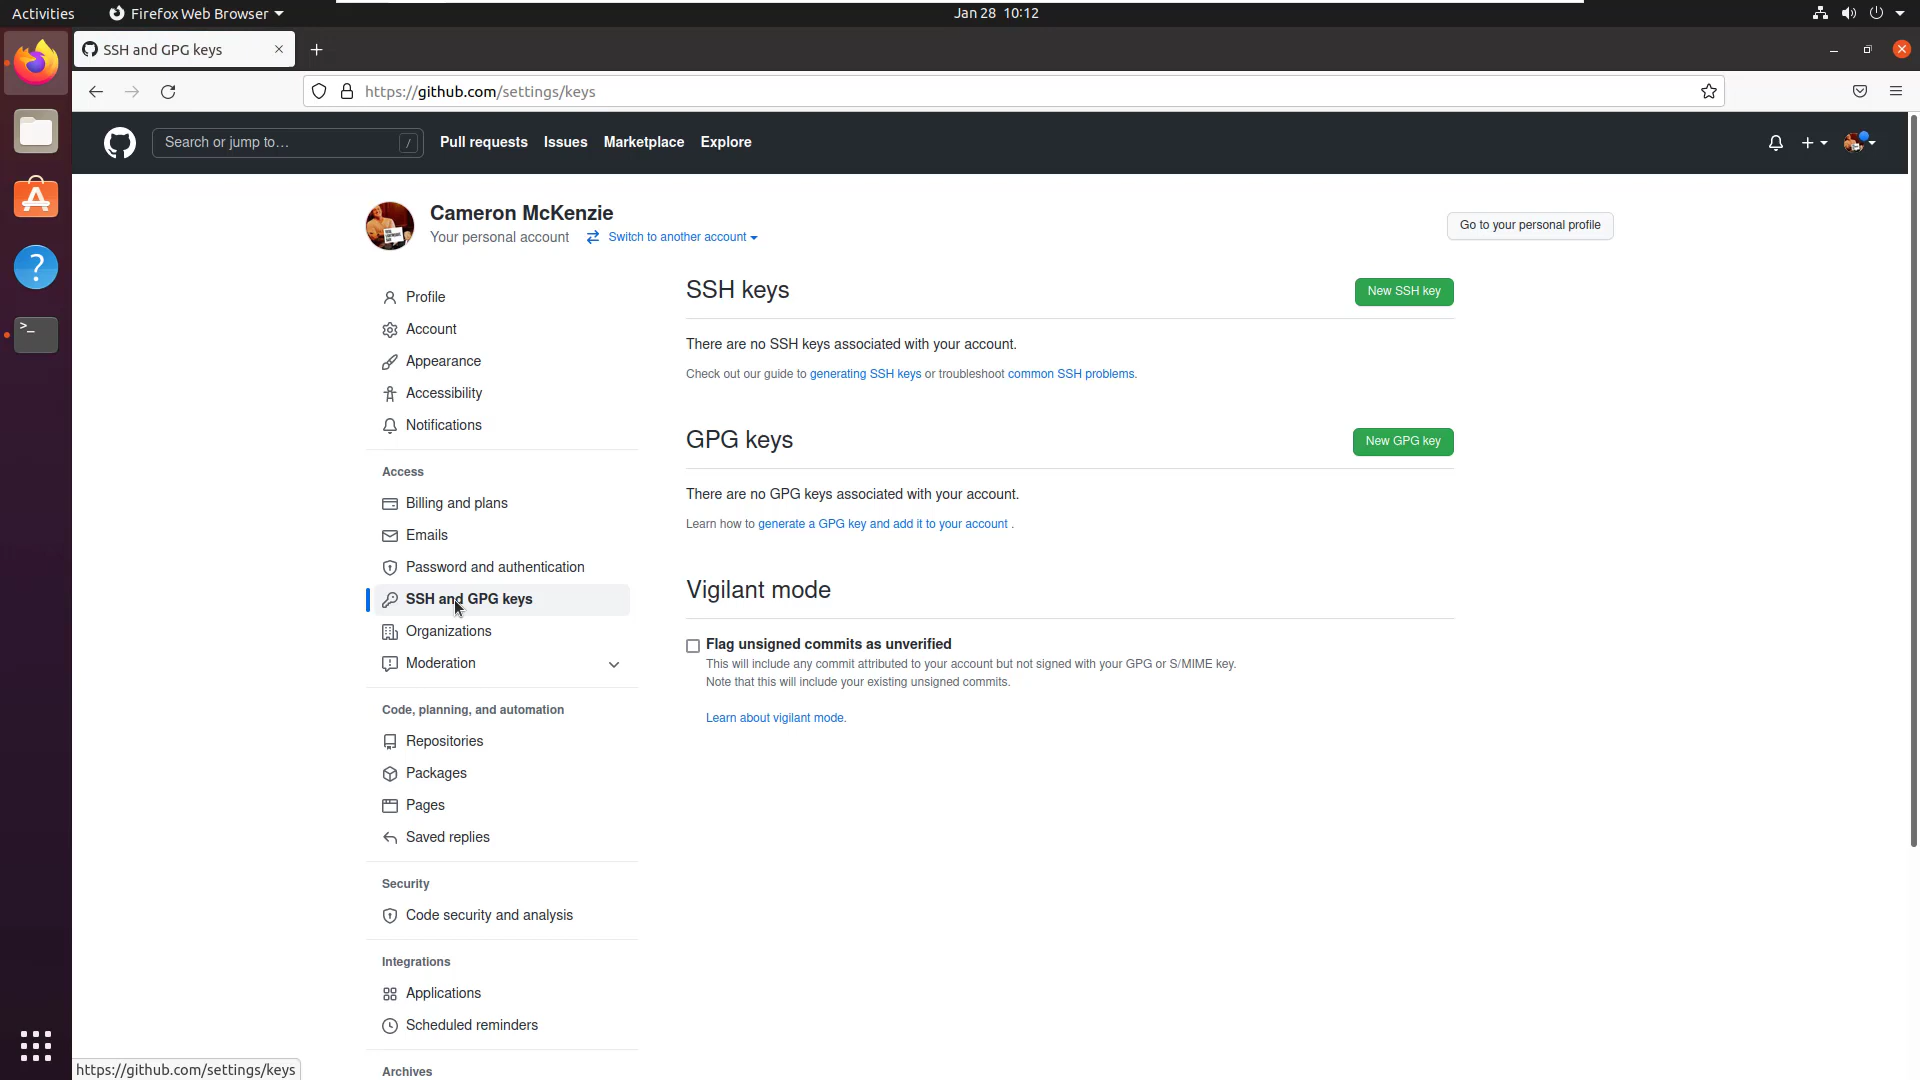 Activities
Firefox Web Browser
Jan 28 10:12
SSH and GPG keys
https://github.com/settings/keys
Search or jump to…
/
Pull requests
Issues
Marketplace
Explore
Cameron McKenzie
Your personal account
Switch to another account
Go to your personal profile
Profile
Account
Appearance
Accessibility
Notifications
Access
Billing and plans
Emails
Password and authentication
SSH and GPG keys
Organizations
Moderation
Code, planning, and automation
Repositories
Packages
Pages
Saved replies
Security
Code security and analysis
Integrations
Applications
Scheduled reminders
Archives
SSH keys
New SSH key
There are no SSH keys associated with your account.
Check out our guide to generating SSH keys or troubleshoot common SSH problems.
GPG keys
New GPG key
There are no GPG keys associated with your account.
Learn how to generate a GPG key and add it to your account .
Vigilant mode
Flag unsigned commits as unverified
This will include any commit attributed to your account but not signed with your GPG or S/MIME key.
Note that this will include your existing unsigned commits.
Learn about vigilant mode.
https://github.com/settings/keys